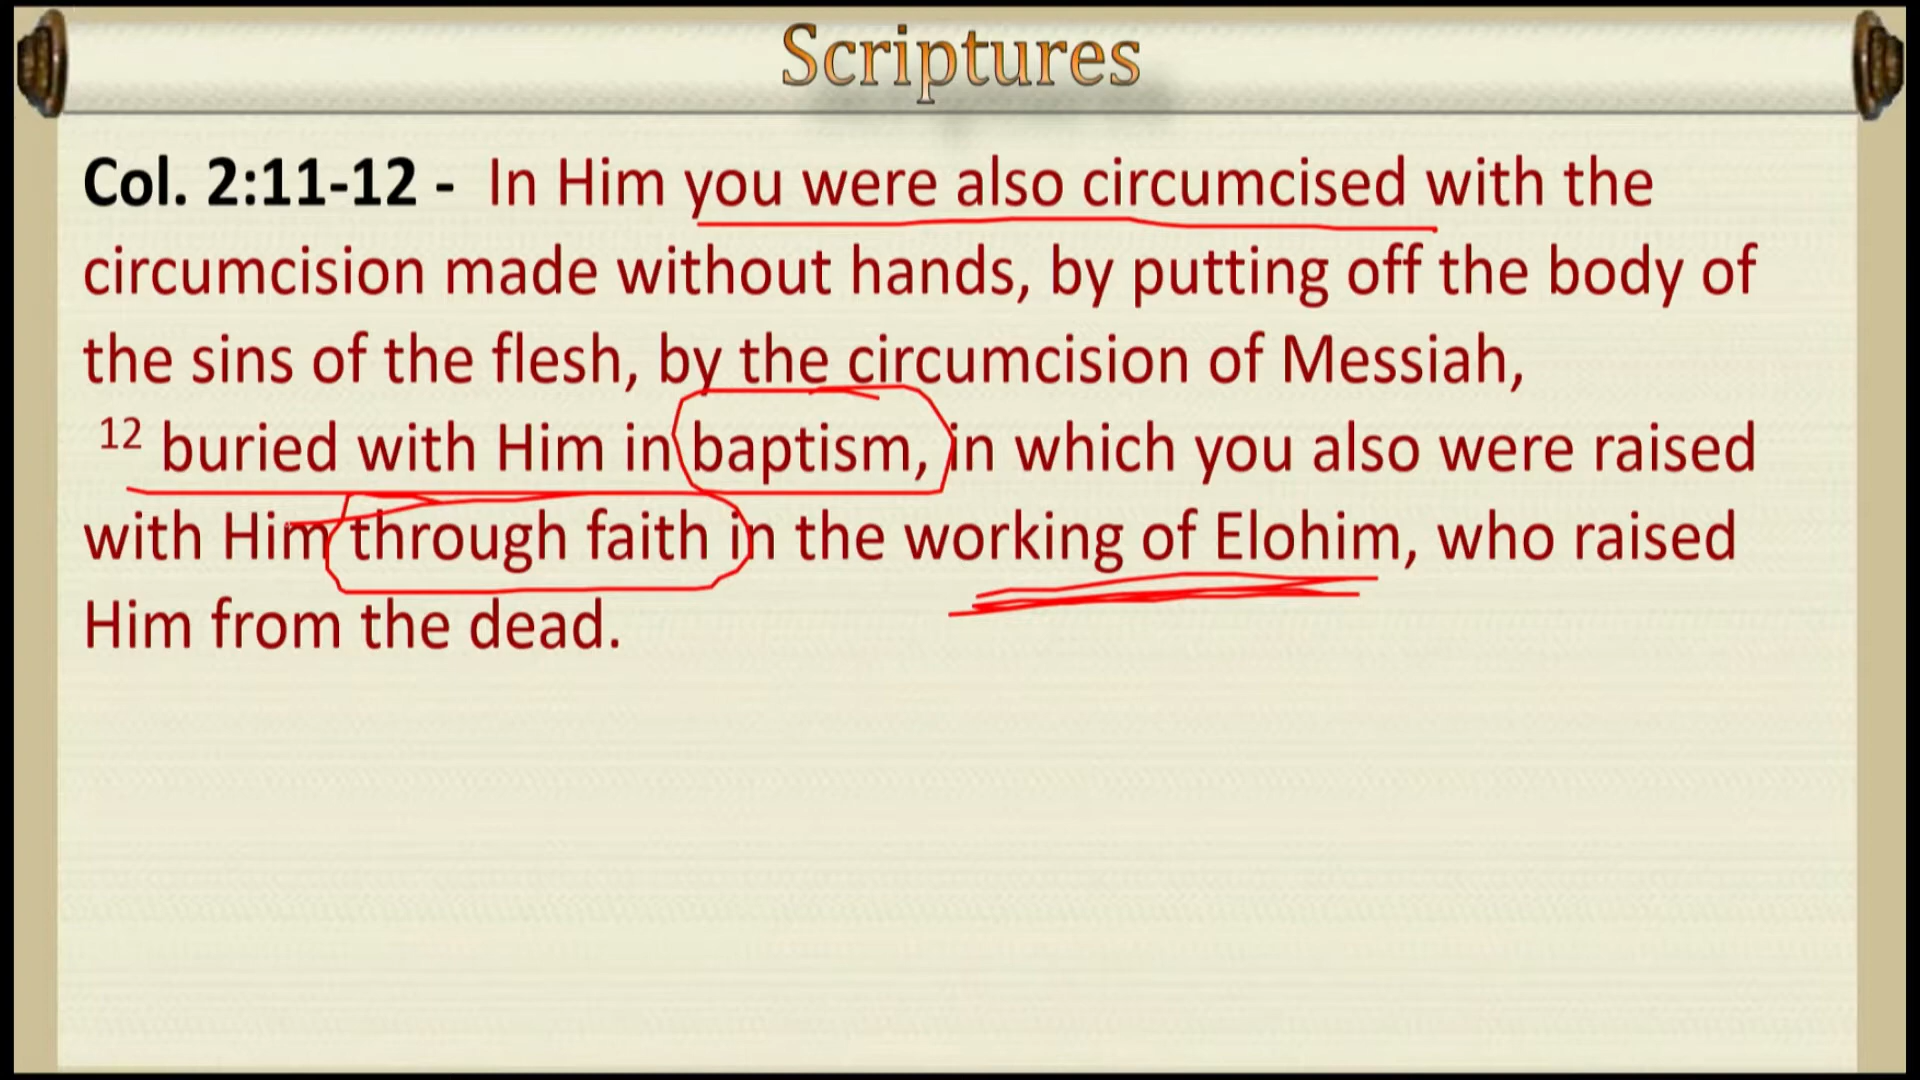 Scriptures
Col. 2:11-12 - In Him you were also circumcised with the
circumcision made without hands, by putting off the body of
the sins of the flesh, by the circumcision of Messiah,
12 buried with Him in baptism, in which you also were raised
with Him through faith in the working of Elohim, who raised
Him from the dead.